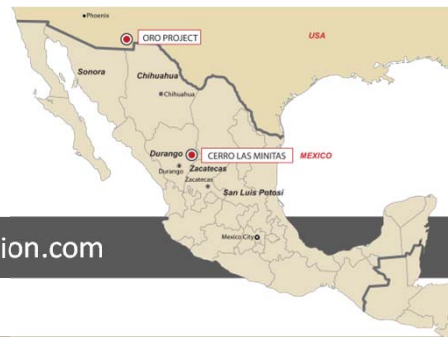 Phoenix
ORO PROJECT
USA
Sonora
Chihuahua
Chihuahua
Durango
CERRO LAS MINITAS
MEXICO
Durango
Zacatecas
Zacatecas
San Luis Potosi
ion.com
Mexico City